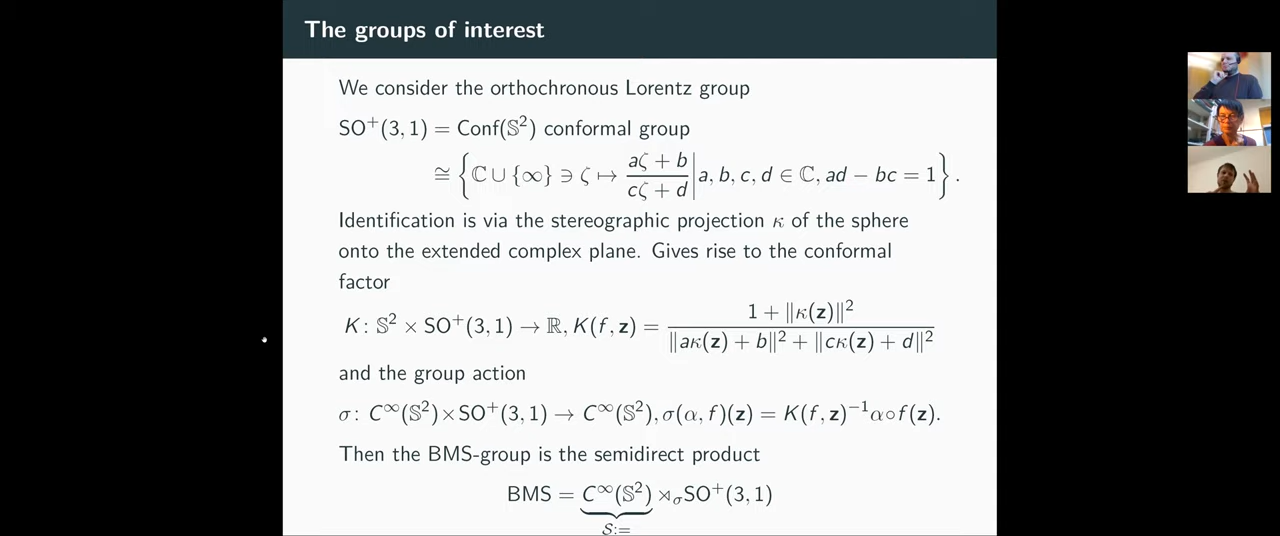 The groups of interest
We consider the orthochronous Lorentz group
SO⁺(3, 1) = Conf(𝕊²) conformal group
≅ { ℂ ∪ {∞} ∋ ζ ↦ (aζ + b)/(cζ + d) | a, b, c, d ∈ ℂ, ad − bc = 1 } .
Identification is via the stereographic projection κ of the sphere
onto the extended complex plane. Gives rise to the conformal
factor
K : 𝕊² × SO⁺(3, 1) → ℝ, K(f, z) = (1 + ‖κ(z)‖²)/(‖aκ(z) + b‖² + ‖cκ(z) + d‖²)
and the group action
σ : C^∞(𝕊²) × SO⁺(3, 1) → C^∞(𝕊²), σ(α, f)(z) = K(f, z)⁻¹α∘f(z).
Then the BMS-group is the semidirect product
BMS = C^∞(𝕊²) ⋊_σ SO⁺(3, 1)
𝒮:=